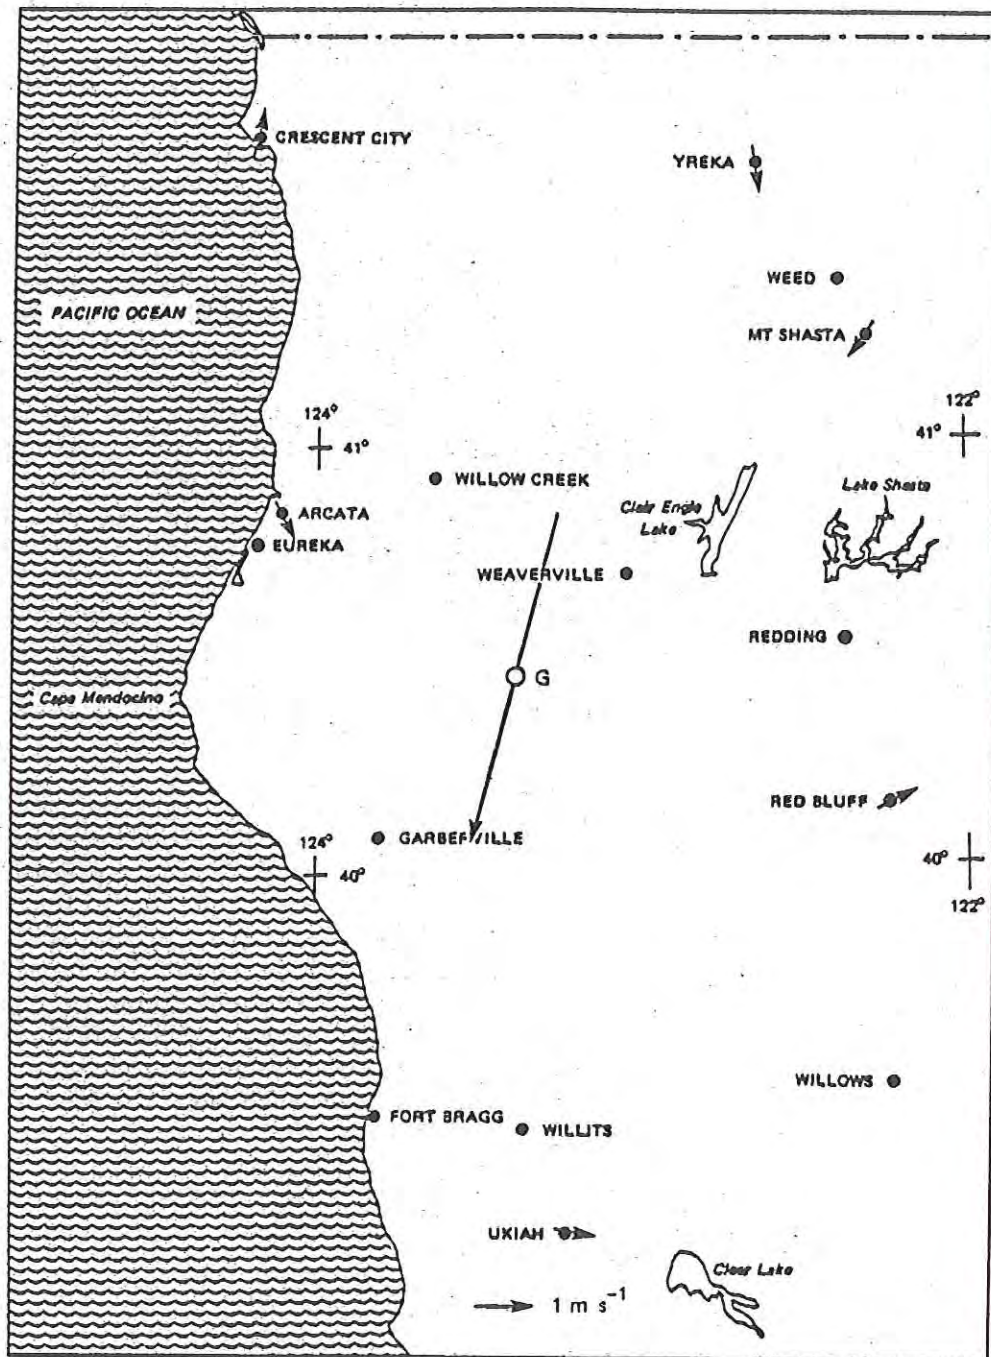 CRESCENT CITY
YREKA
WEED
PACIFIC OCEAN
MT SHASTA
124°
41°
122°
41°
WILLOW CREEK
Clair Engle
Lake
Lake Shasta
ARCATA
EUREKA
WEAVERVILLE
REDDING
G
Cape Mendocino
RED BLUFF
GARBERVILLE
124°
40°
40°
122°
WILLOWS
FORT BRAGG
WILLITS
UKIAH
Clear Lake
1 m s⁻¹